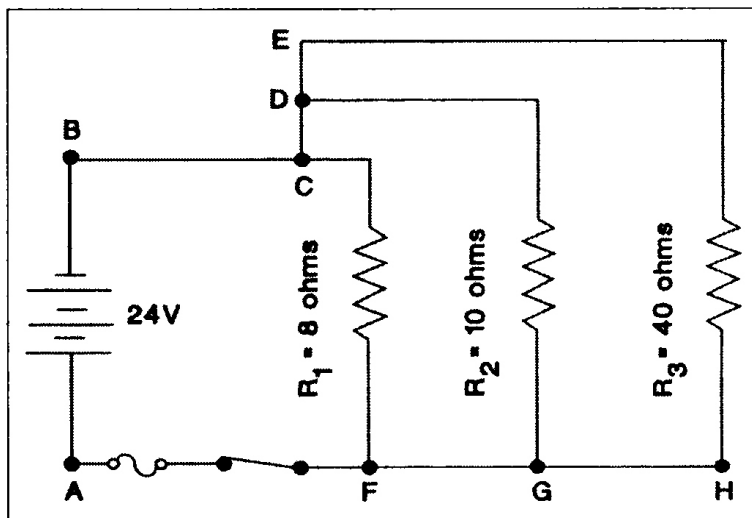 E
D
B
C
24V
R1 = 8 ohms
R2 = 10 ohms
R3 = 40 ohms
A
F
G
H